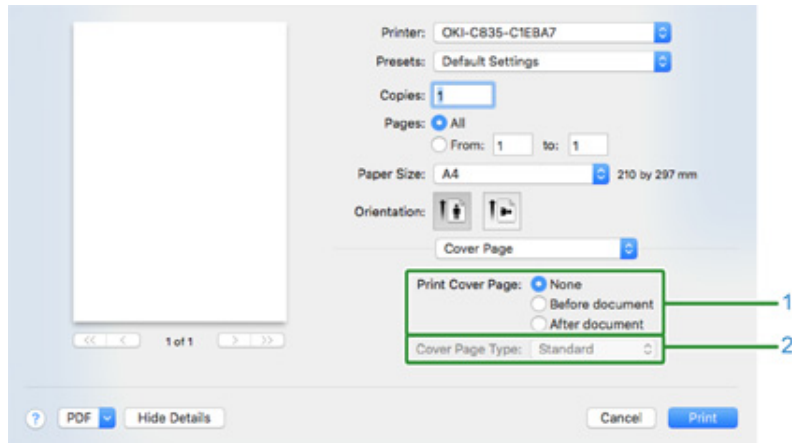 Printer: OKI-C835-C1EBA7
Presets: Default Settings
Copies: 1
Pages: All
From: 1 to: 1
Paper Size: A4 210 by 297 mm
Orientation:
Cover Page
Print Cover Page: None
Before document
After document
1
Cover Page Type: Standard
2
<< < 1 of 1 > >>
? PDF Hide Details Cancel Print